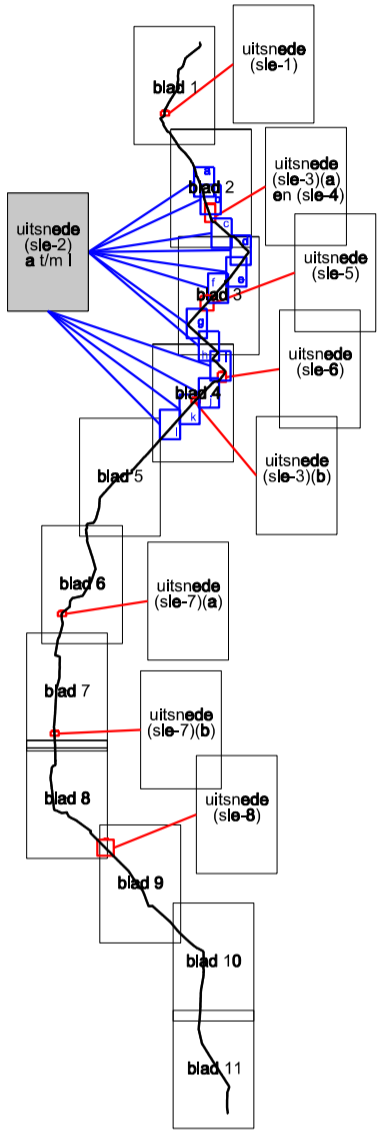 uitsnede
(sle-1)
blad 1
uitsnede
(sle-3)(a)
en (sle-4)
a
blad 2
b
uitsnede
(sle-2)
a t/m l
c
d
uitsnede
(sle-5)
e
f
blad 3
g
uitsnede
(sle-6)
h
i
blad 4
j
k
l
uitsnede
(sle-3)(b)
blad 5
blad 6
uitsnede
(sle-7)(a)
blad 7
uitsnede
(sle-7)(b)
blad 8
uitsnede
(sle-8)
blad 9
blad 10
blad 11